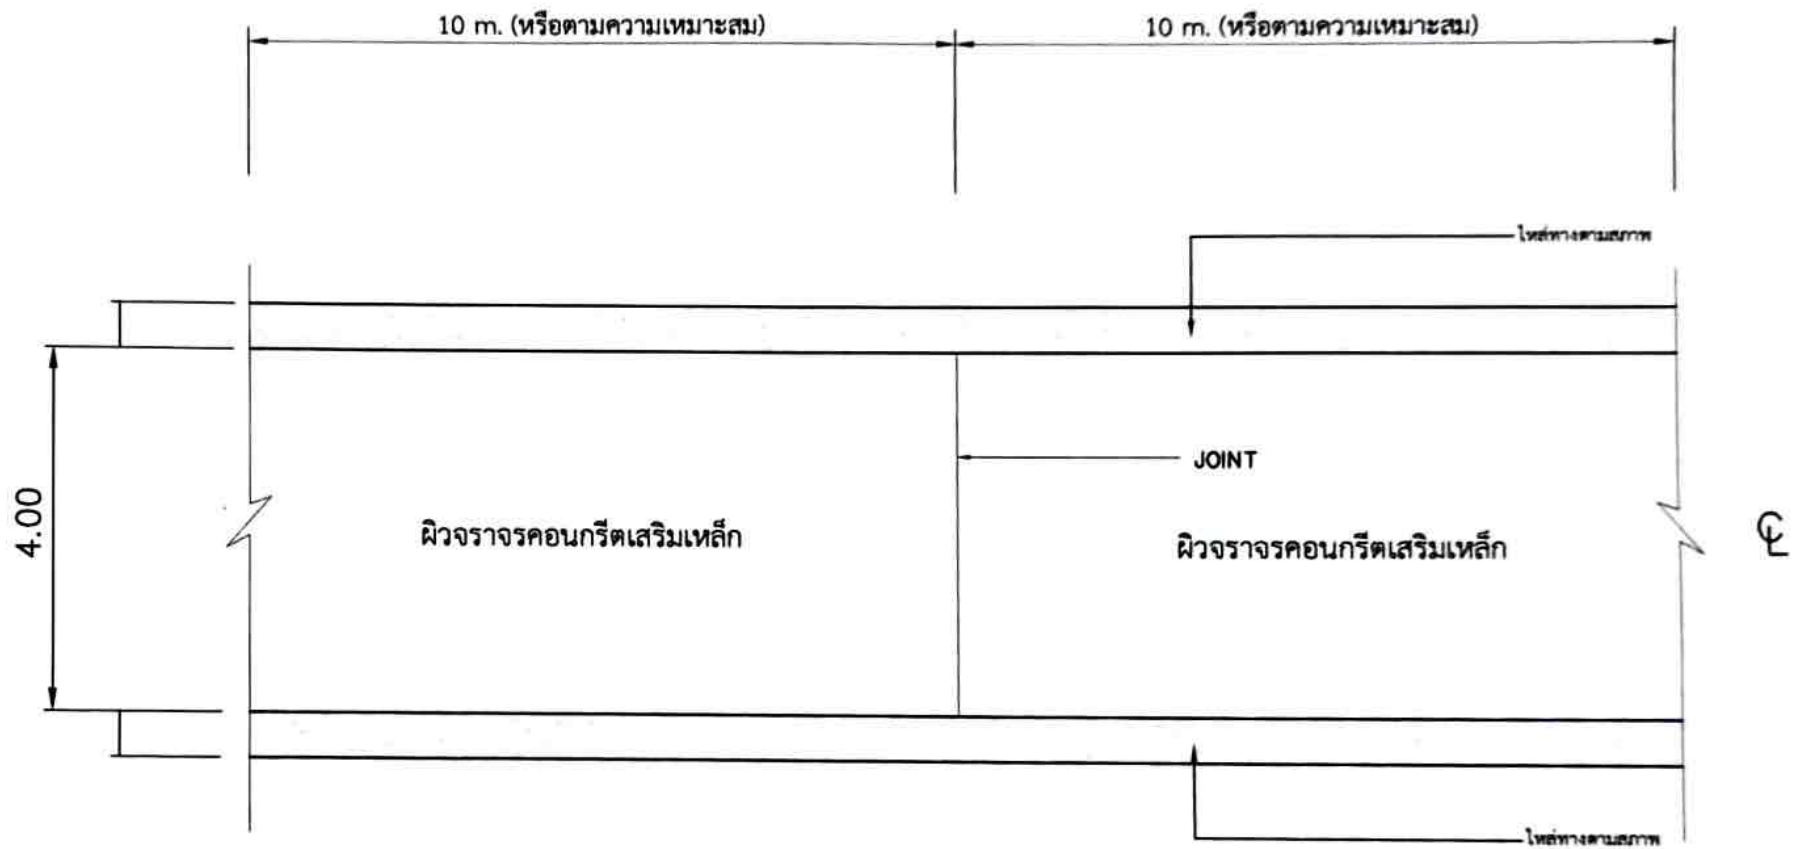 10 m. (หรือตามความเหมาะสม)
10 m. (หรือตามความเหมาะสม)
ไหล่ทางตามสภาพ
JOINT
4.00
ผิวจราจรคอนกรีตเสริมเหล็ก
ผิวจราจรคอนกรีตเสริมเหล็ก
℄
ไหล่ทางตามสภาพ